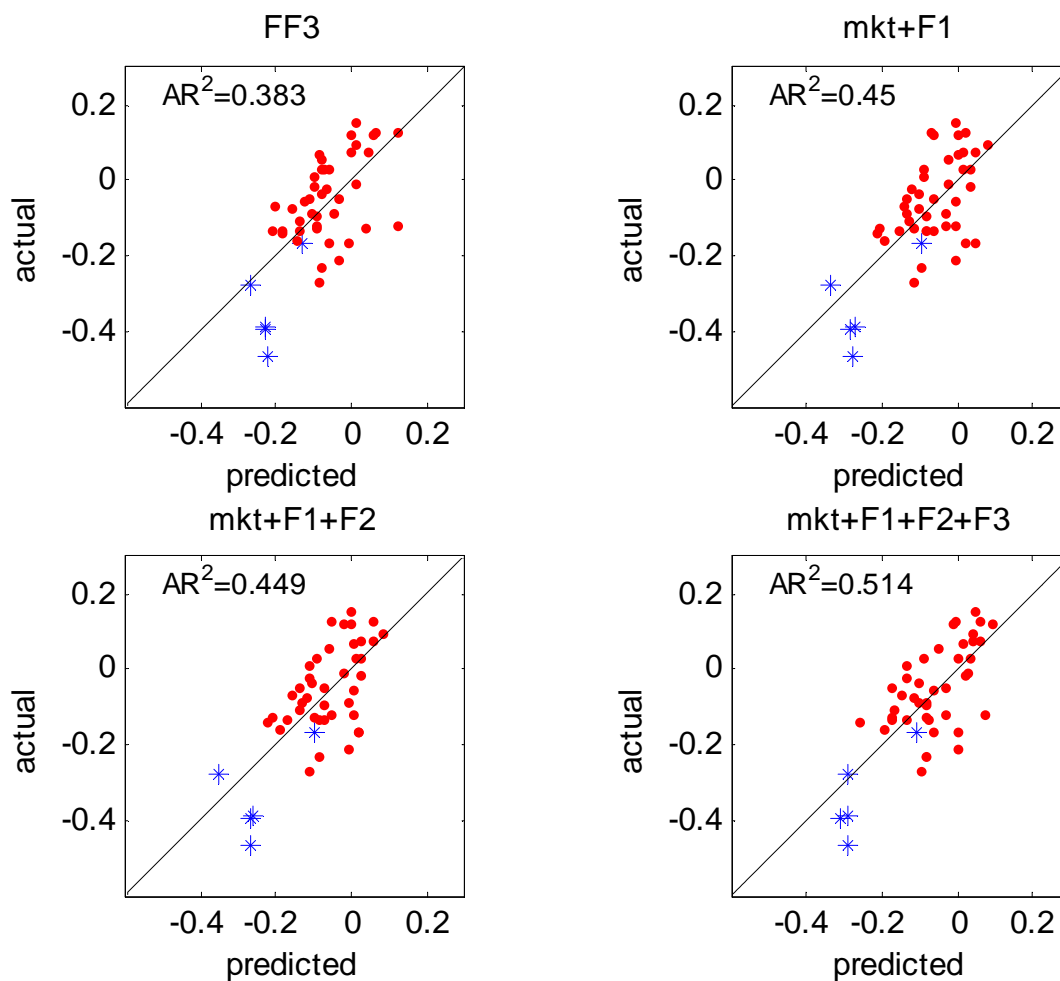 FF3
AR²=0.383
0.2
0
-0.2
-0.4
actual
-0.4 -0.2 0 0.2
predicted
mkt+F1
AR²=0.45
0.2
0
-0.2
-0.4
actual
-0.4 -0.2 0 0.2
predicted
mkt+F1+F2
AR²=0.449
0.2
0
-0.2
-0.4
actual
-0.4 -0.2 0 0.2
predicted
mkt+F1+F2+F3
AR²=0.514
0.2
0
-0.2
-0.4
actual
-0.4 -0.2 0 0.2
predicted